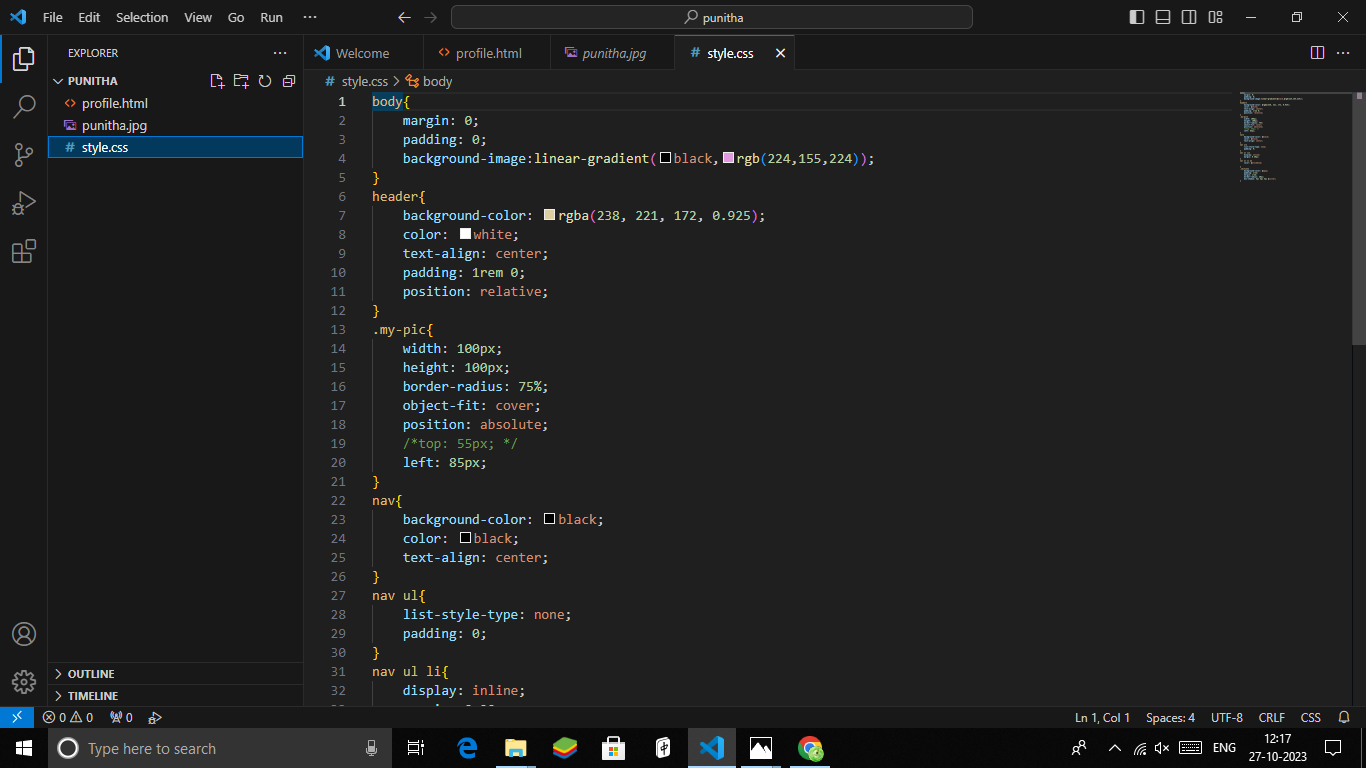 File Edit Selection View Go Run ··· punitha
EXPLORER ···
PUNITHA
profile.html
punitha.jpg
# style.css
Welcome <> profile.html punitha.jpg # style.css
# style.css > body
1 body{
2 margin: 0;
3 padding: 0;
4 background-image:linear-gradient(black,rgb(224,155,224));
5 }
6 header{
7 background-color: rgba(238, 221, 172, 0.925);
8 color: white;
9 text-align: center;
10 padding: 1rem 0;
11 position: relative;
12 }
13 .my-pic{
14 width: 100px;
15 height: 100px;
16 border-radius: 75%;
17 object-fit: cover;
18 position: absolute;
19 /*top: 55px; */
20 left: 85px;
21 }
22 nav{
23 background-color: black;
24 color: black;
25 text-align: center;
26 }
27 nav ul{
28 list-style-type: none;
29 padding: 0;
30 }
31 nav ul li{
32 display: inline;
OUTLINE
TIMELINE
0 0 0 Ln 1, Col 1 Spaces: 4 UTF-8 CRLF CSS
Type here to search ENG 12:17
27-10-2023